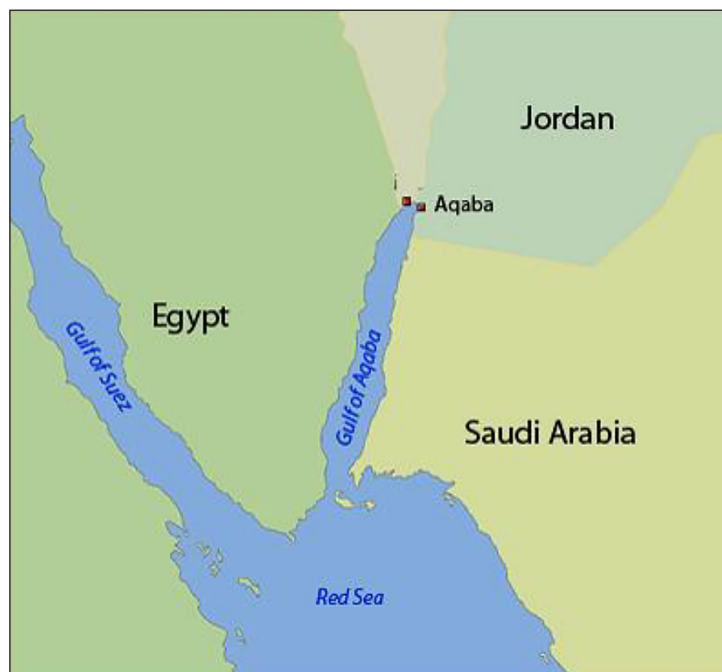 Jordan
Aqaba
Egypt
Gulf of Suez
Gulf of Aqaba
Saudi Arabia
Red Sea